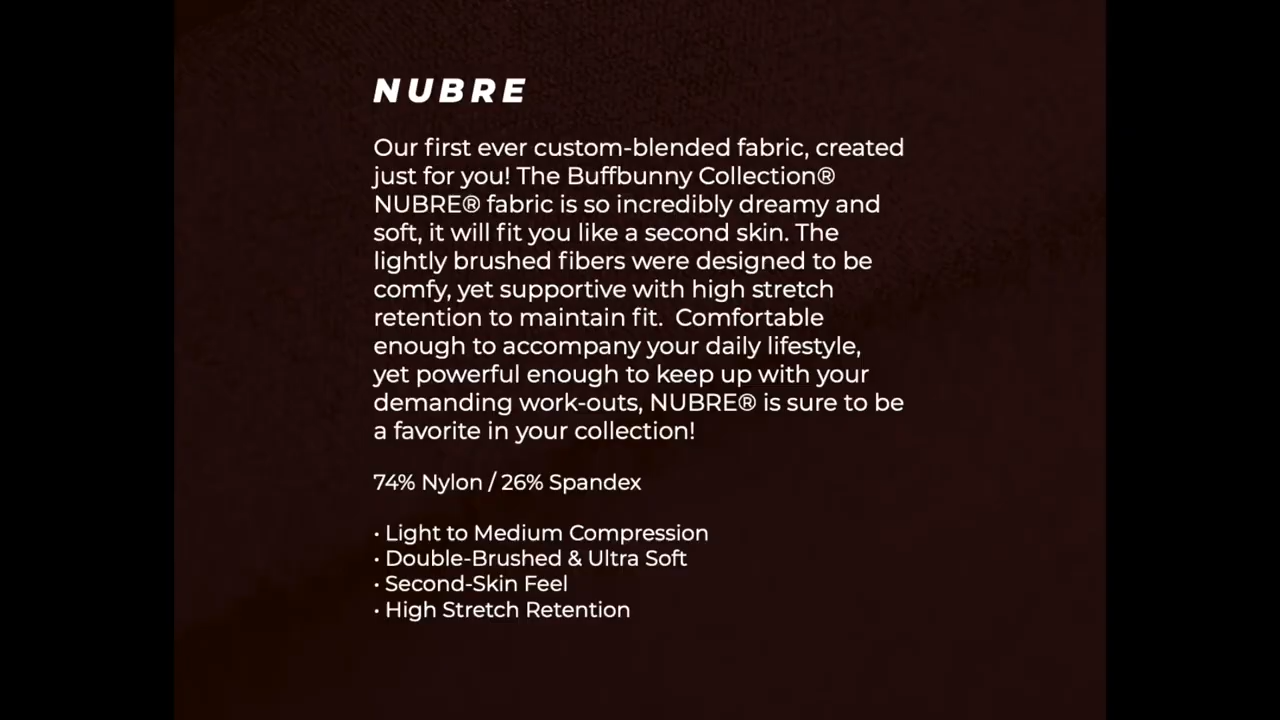 NUBRE
Our first ever custom-blended fabric, created
just for you! The Buffbunny Collection®
NUBRE® fabric is so incredibly dreamy and
soft, it will fit you like a second skin. The
lightly brushed fibers were designed to be
comfy, yet supportive with high stretch
retention to maintain fit.  Comfortable
enough to accompany your daily lifestyle,
yet powerful enough to keep up with your
demanding work-outs, NUBRE® is sure to be
a favorite in your collection!
74% Nylon / 26% Spandex
• Light to Medium Compression
• Double-Brushed & Ultra Soft
• Second-Skin Feel
• High Stretch Retention